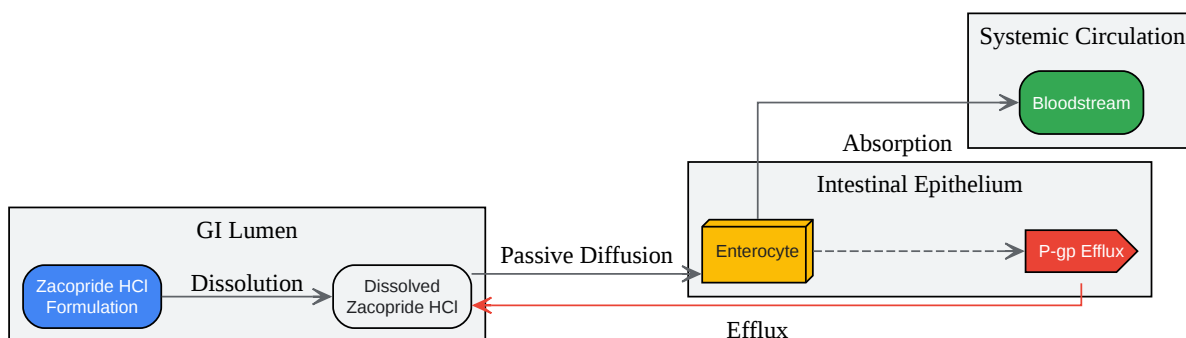 Systemic Circulation
Bloodstream
Absorption
Intestinal Epithelium
GI Lumen
Passive Diffusion
Enterocyte
P-gp Efflux
Zacopride HCl
Formulation
Dissolution
Dissolved
Zacopride HCl
Efflux